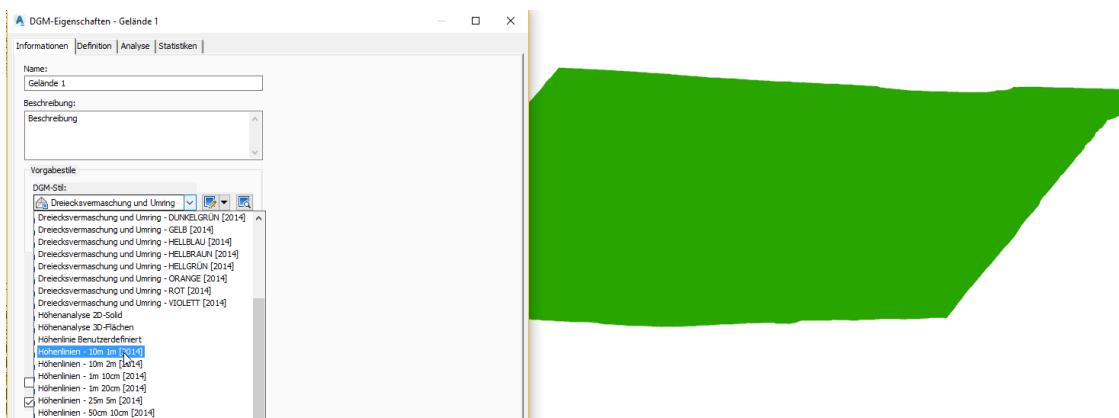 DGM-Eigenschaften - Gelände 1
Informationen Definition Analyse Statistiken
Name:
Gelände 1
Beschreibung:
Beschreibung
Vorgabestile
DGM-Stil:
Dreiecksvermaschung und Umring
Dreiecksvermaschung und Umring - DUNKELGRÜN [2014]
Dreiecksvermaschung und Umring - GELB [2014]
Dreiecksvermaschung und Umring - HELLBLAU [2014]
Dreiecksvermaschung und Umring - HELLBRAUN [2014]
Dreiecksvermaschung und Umring - HELLGRÜN [2014]
Dreiecksvermaschung und Umring - ORANGE [2014]
Dreiecksvermaschung und Umring - ROT [2014]
Dreiecksvermaschung und Umring - VIOLETT [2014]
Höhenanalyse 2D-Solid
Höhenanalyse 3D-Flächen
Höhenlinie Benutzerdefiniert
Höhenlinien - 10m 1m [2014]
Höhenlinien - 10m 2m [2014]
Höhenlinien - 1m 10cm [2014]
Höhenlinien - 1m 20cm [2014]
Höhenlinien - 25m 5m [2014]
Höhenlinien - 50cm 10cm [2014]